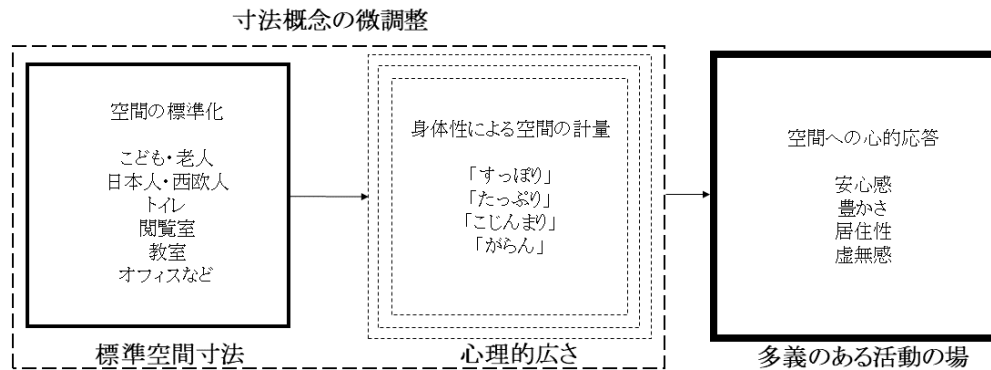 寸法概念の微調整
空間の標準化
こども・老人
日本人・西欧人
トイレ
閲覧室
教室
オフィスなど
標準空間寸法
身体性による空間の計量
「すっぽり」
「たっぷり」
「こじんまり」
「がらん」
心理的広さ
空間への心的応答
安心感
豊かさ
居住性
虚無感
多義のある活動の場